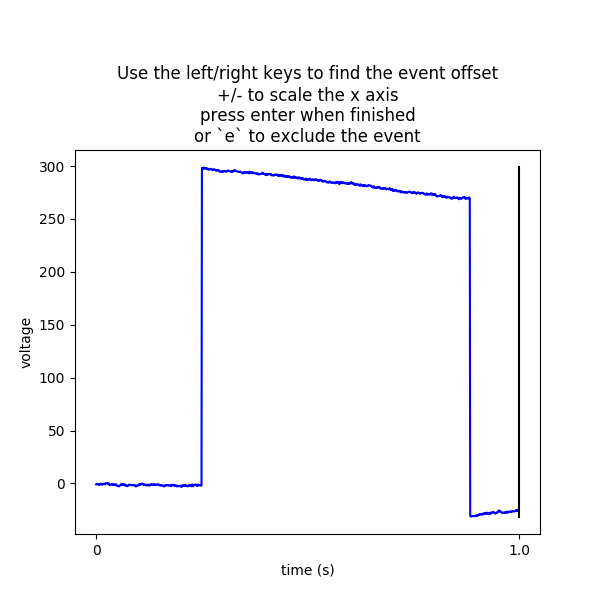 Use the left/right keys to find the event offset
+/- to scale the x axis
press enter when finished
or `e` to exclude the event
300
250
200
150
100
50
0
voltage
0
1.0
time (s)